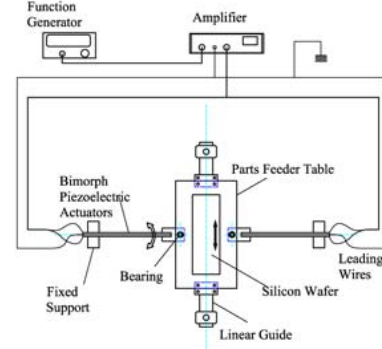 Function
Generator
Amplifier
Bimorph
Piezoelectric
Actuators
Parts Feeder Table
Bearing
Fixed
Support
Leading
Wires
Silicon Wafer
Linear Guide